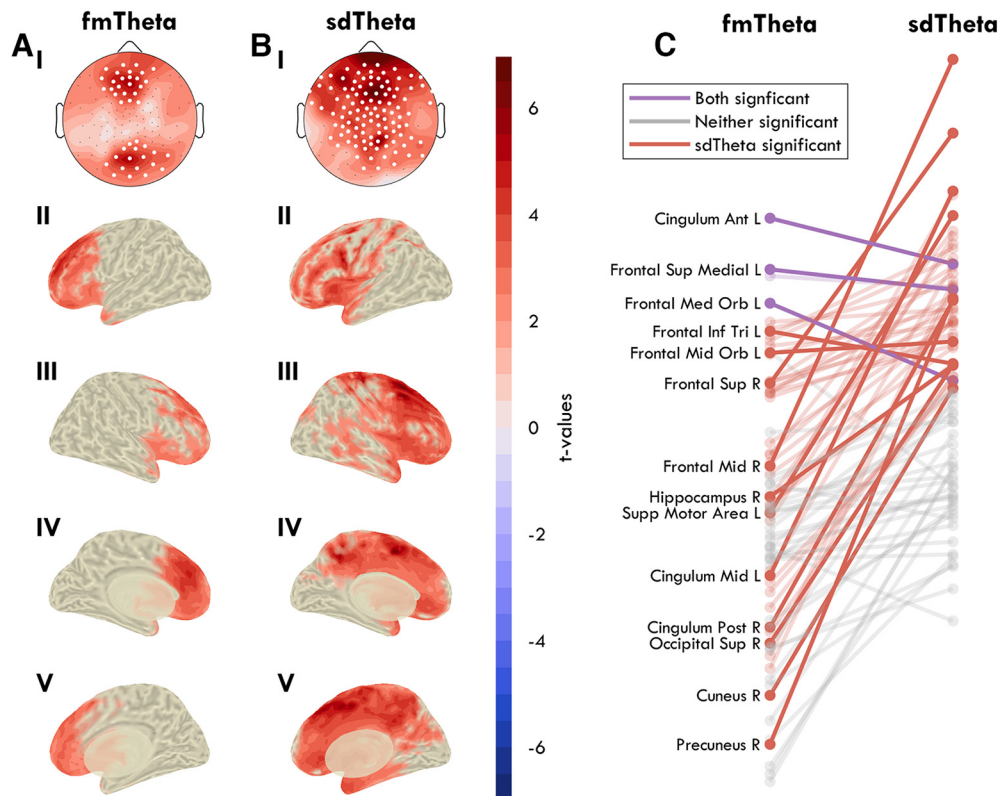 fmTheta
sdTheta
A
I
II
III
IV
V
B
I
II
III
IV
V
6
4
2
0
-2
-4
-6
t-values
C
fmTheta
sdTheta
Both signficant
Neither significant
sdTheta significant
Cingulum Ant L
Frontal Sup Medial L
Frontal Med Orb L
Frontal Inf Tri L
Frontal Mid Orb L
Frontal Sup R
Frontal Mid R
Hippocampus R
Supp Motor Area L
Cingulum Mid L
Cingulum Post R
Occipital Sup R
Cuneus R
Precuneus R